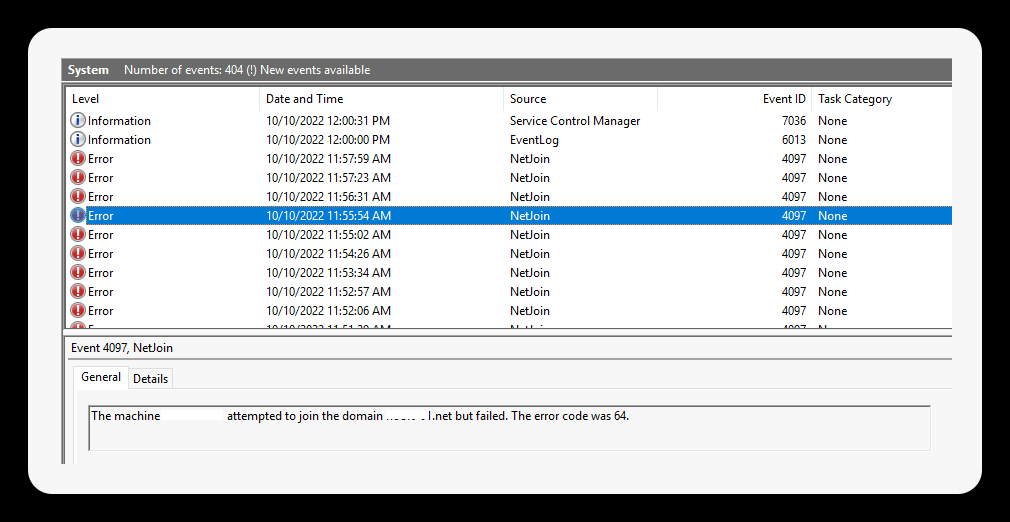 System Number of events: 404 (!) New events available
Level Date and Time Source Event ID Task Category
Information 10/10/2022 12:00:31 PM Service Control Manager 7036 None
Information 10/10/2022 12:00:00 PM EventLog 6013 None
Error 10/10/2022 11:57:59 AM NetJoin 4097 None
Error 10/10/2022 11:57:23 AM NetJoin 4097 None
Error 10/10/2022 11:56:31 AM NetJoin 4097 None
Error 10/10/2022 11:55:54 AM NetJoin 4097 None
Error 10/10/2022 11:55:02 AM NetJoin 4097 None
Error 10/10/2022 11:54:26 AM NetJoin 4097 None
Error 10/10/2022 11:53:34 AM NetJoin 4097 None
Error 10/10/2022 11:52:57 AM NetJoin 4097 None
Error 10/10/2022 11:52:06 AM NetJoin 4097 None
Event 4097, NetJoin
General Details
The machine attempted to join the domain .net but failed. The error code was 64.